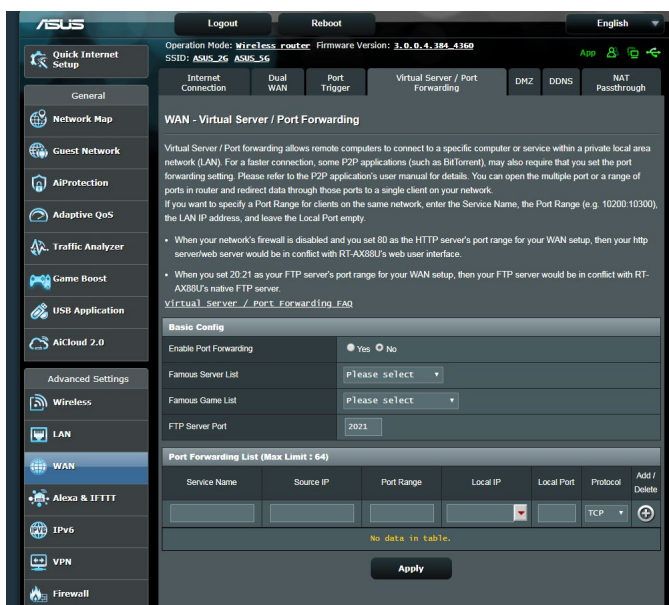 ASUS
Logout
Reboot
English
Quick Internet
Setup
Operation Mode: Wireless router Firmware Version: 3.0.0.4.384_4360
SSID: ASUS_2G ASUS_5G
App
Internet
Connection
Dual
WAN
Port
Trigger
Virtual Server / Port
Forwarding
DMZ
DDNS
NAT
Passthrough
General
Network Map
Guest Network
AiProtection
Adaptive QoS
Traffic Analyzer
Game Boost
USB Application
AiCloud 2.0
Advanced Settings
Wireless
LAN
WAN
Alexa & IFTTT
IPv6
VPN
Firewall
WAN - Virtual Server / Port Forwarding
Virtual Server / Port forwarding allows remote computers to connect to a specific computer or service within a private local area
network (LAN). For a faster connection, some P2P applications (such as BitTorrent), may also require that you set the port
forwarding setting. Please refer to the P2P application's user manual for details. You can open the multiple port or a range of
ports in router and redirect data through those ports to a single client on your network.
If you want to specify a Port Range for clients on the same network, enter the Service Name, the Port Range (e.g. 10200:10300),
the LAN IP address, and leave the Local Port empty.
• When your network's firewall is disabled and you set 80 as the HTTP server's port range for your WAN setup, then your http
server/web server would be in conflict with RT-AX88U's web user interface.
• When you set 20:21 as your FTP server's port range for your WAN setup, then your FTP server would be in conflict with RT-
AX88U's native FTP server.
Virtual Server / Port Forwarding FAQ
Basic Config
Enable Port Forwarding Yes No
Famous Server List Please select
Famous Game List Please select
FTP Server Port 2021
Port Forwarding List (Max Limit : 64)
Service Name Source IP Port Range Local IP Local Port Protocol Add /
Delete
TCP
No data in table.
Apply